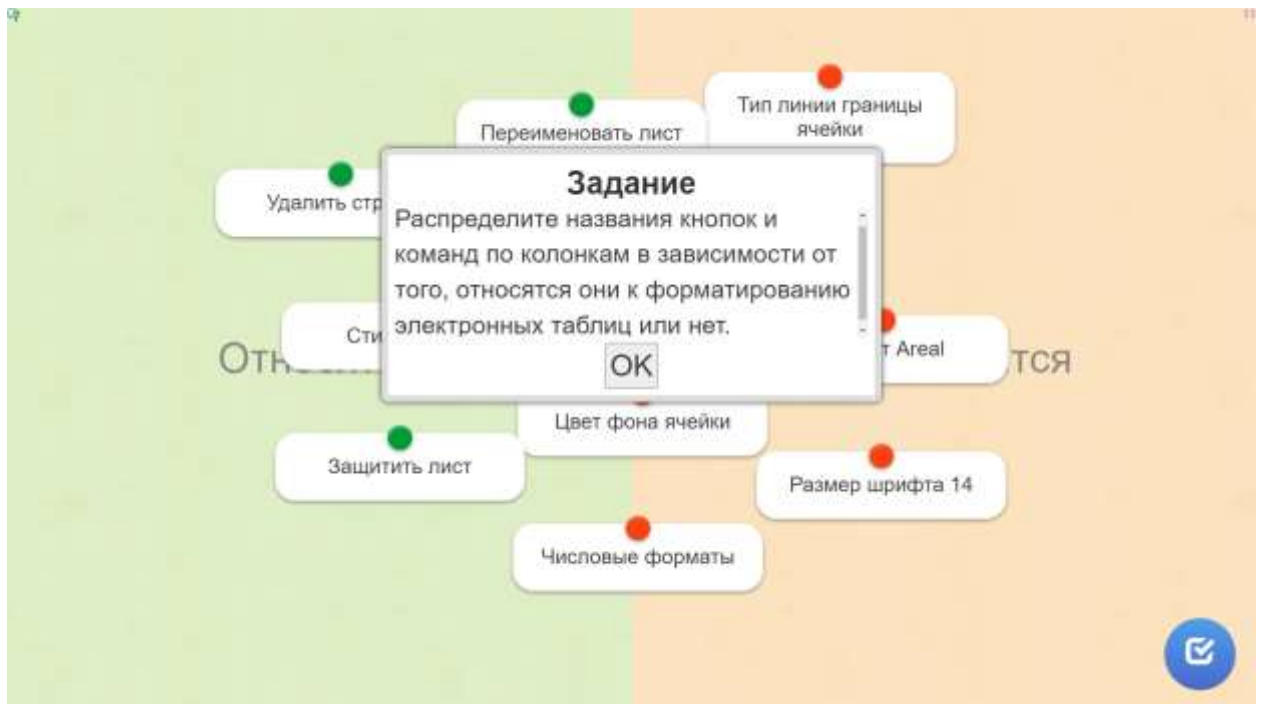 Тип линии границы
ячейки
Переименовать лист
Удалить стр
Задание
Распределите названия кнопок и
команд по колонкам в зависимости от
того, относятся они к форматированию
электронных таблиц или нет.
OK
Сти
т Areal
тся
Цвет фона ячейки
Защитить лист
Размер шрифта 14
Числовые форматы